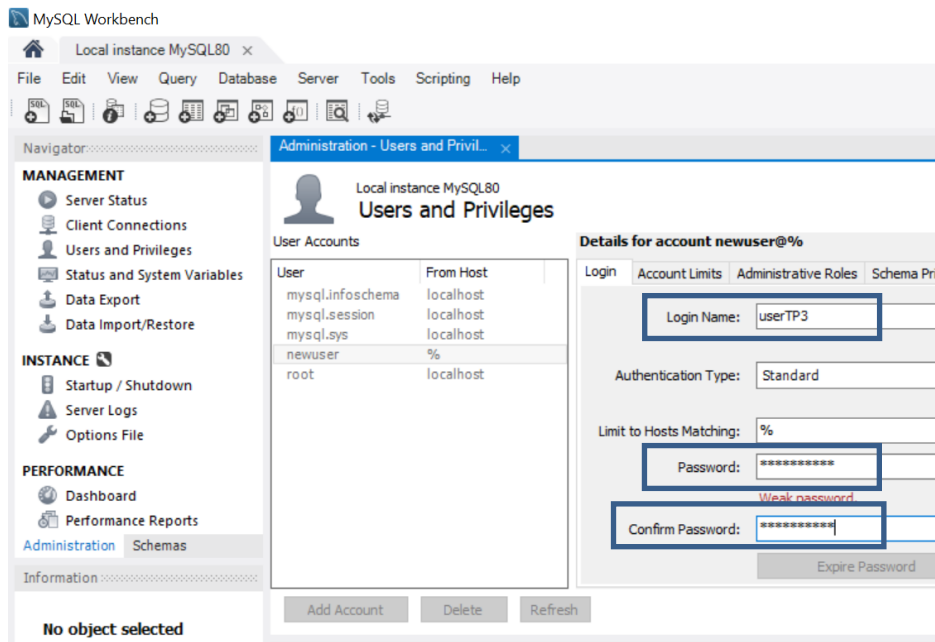 MySQL Workbench
Local instance MySQL80
File Edit View Query Database Server Tools Scripting Help
SQL SQL
Navigator
MANAGEMENT
Server Status
Client Connections
Users and Privileges
Status and System Variables
Data Export
Data Import/Restore
INSTANCE
Startup / Shutdown
Server Logs
Options File
PERFORMANCE
Dashboard
Performance Reports
Administration Schemas
Information
No object selected
Administration - Users and Privil...
Local instance MySQL80
Users and Privileges
User Accounts
User From Host
mysql.infoschema localhost
mysql.session localhost
mysql.sys localhost
newuser %
root localhost
Add Account Delete Refresh
Details for account newuser@%
Login Account Limits Administrative Roles Schema Pri
Login Name: userTP3
Authentication Type: Standard
Limit to Hosts Matching: %
Password: **********
Weak password.
Confirm Password: **********
Expire Password